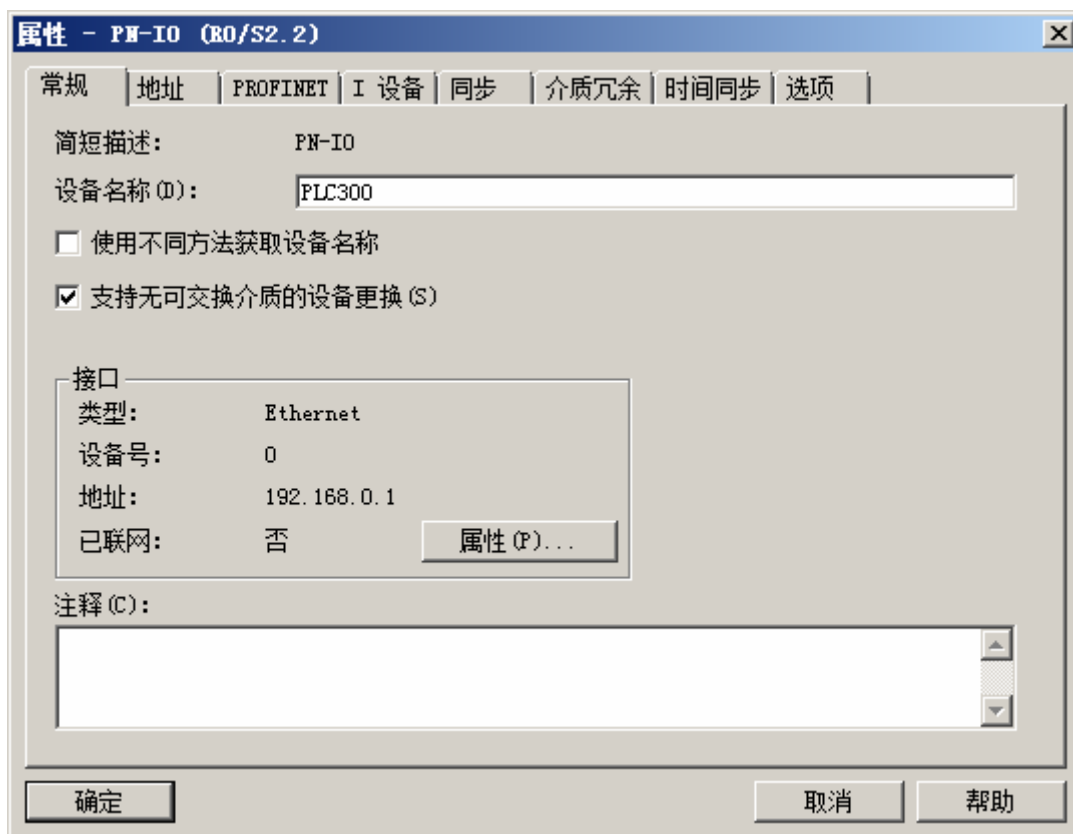 属性 - PN-IO (R0/S2.2)
常规 地址 PROFINET I 设备 同步 介质冗余 时间同步 选项
简短描述: PN-IO
设备名称(D): PLC300
使用不同方法获取设备名称
支持无可交换介质的设备更换(S)
接口
类型: Ethernet
设备号: 0
地址: 192.168.0.1
已联网: 否 属性(P)...
注释(C):
确定 取消 帮助